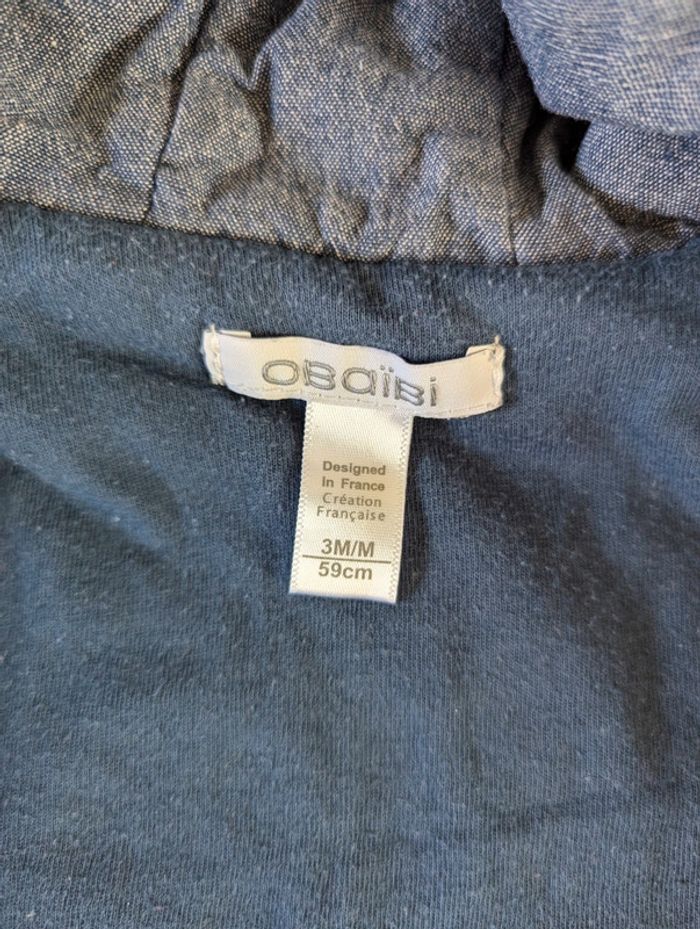 OBaïBi
Designed
In France
Création
Française
3M/M
59cm